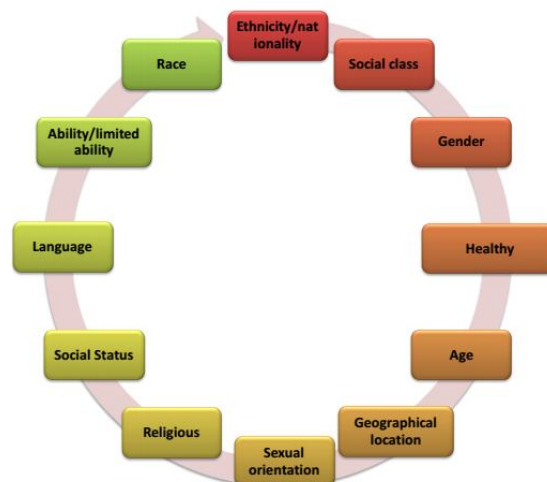 Ethnicity/nat
ionality
Social class
Gender
Healthy
Age
Geographical
location
Sexual
orientation
Religious
Social Status
Language
Ability/limited
ability
Race